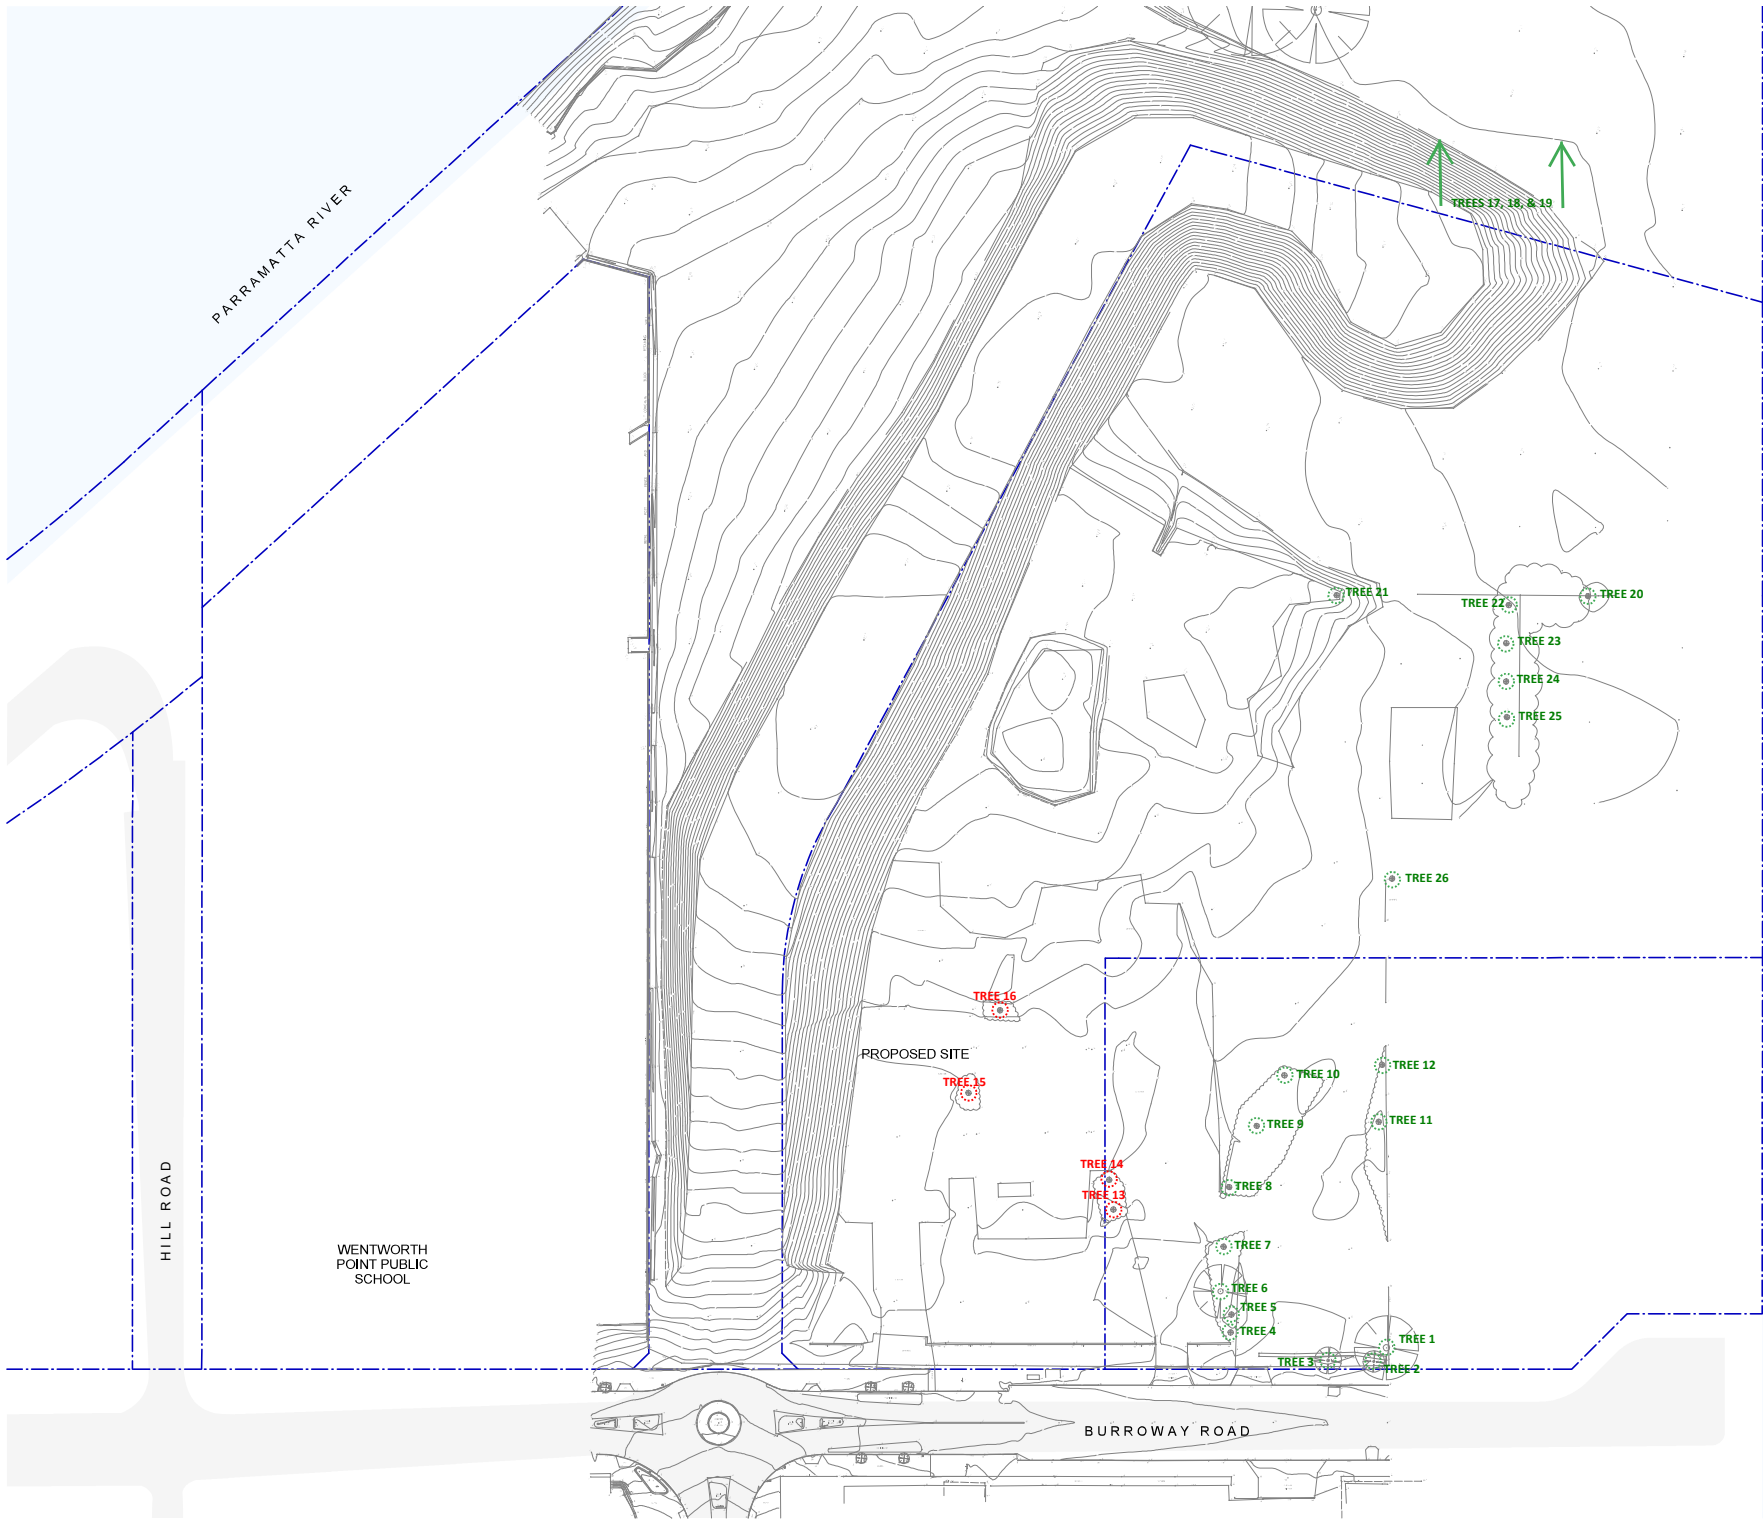 PARRAMATTA RIVER
TREES 17, 18, & 19
TREE 21
TREE 20
TREE 22
TREE 23
TREE 24
TREE 25
TREE 26
TREE 16
PROPOSED SITE
TREE 15
TREE 12
TREE 10
TREE 11
TREE 9
TREE 14
TREE 8
TREE 13
HILL ROAD
WENTWORTH
POINT PUBLIC
SCHOOL
TREE 7
TREE 6
TREE 5
TREE 4
TREE 1
TREE 3
TREE 2
BURROWAY ROAD